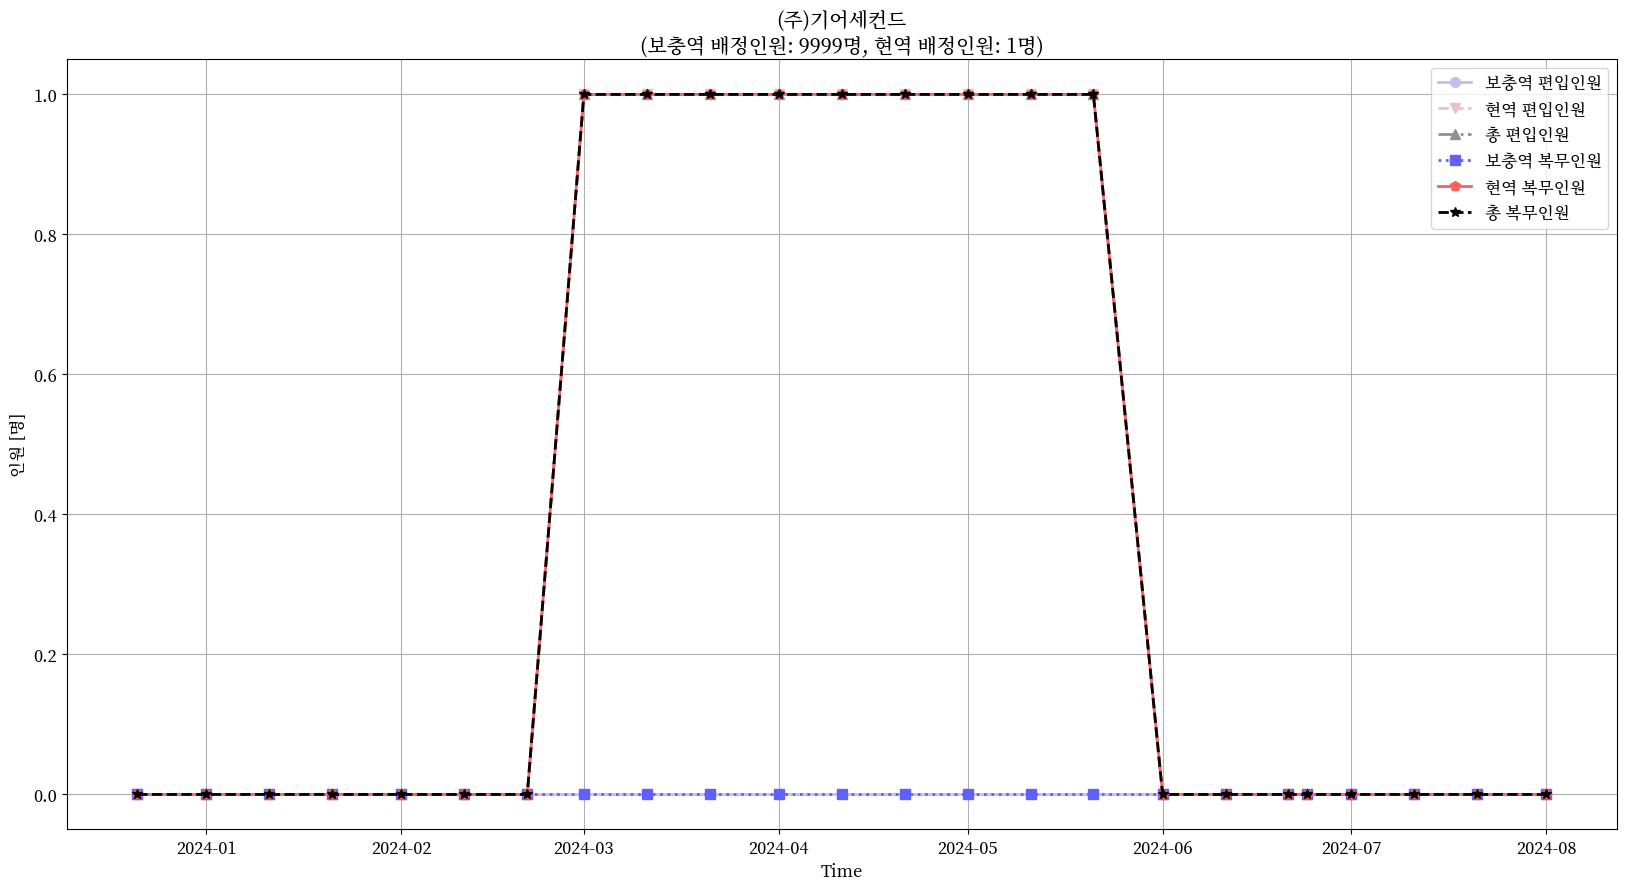 (주)기어세컨드
(보충역 배정인원: 9999명, 현역 배정인원: 1명)
보충역 편입인원
현역 편입인원
총 편입인원
보충역 복무인원
현역 복무인원
총 복무인원
인원 [명]
1.0
0.8
0.6
0.4
0.2
0.0
2024-01
2024-02
2024-03
2024-04
2024-05
2024-06
2024-07
2024-08
Time